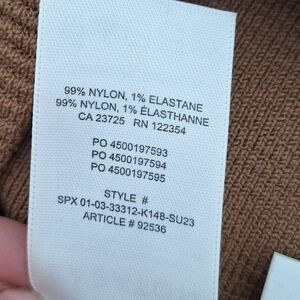 99% NYLON, 1% ELASTANE
99% NYLON, 1% ÉLASTHANNE
CA 23725 RN 122354
PO 4500197593
PO 4500197594
PO 4500197595
STYLE #
SPX 01-03-33312-K148-SU23
ARTICLE # 92536